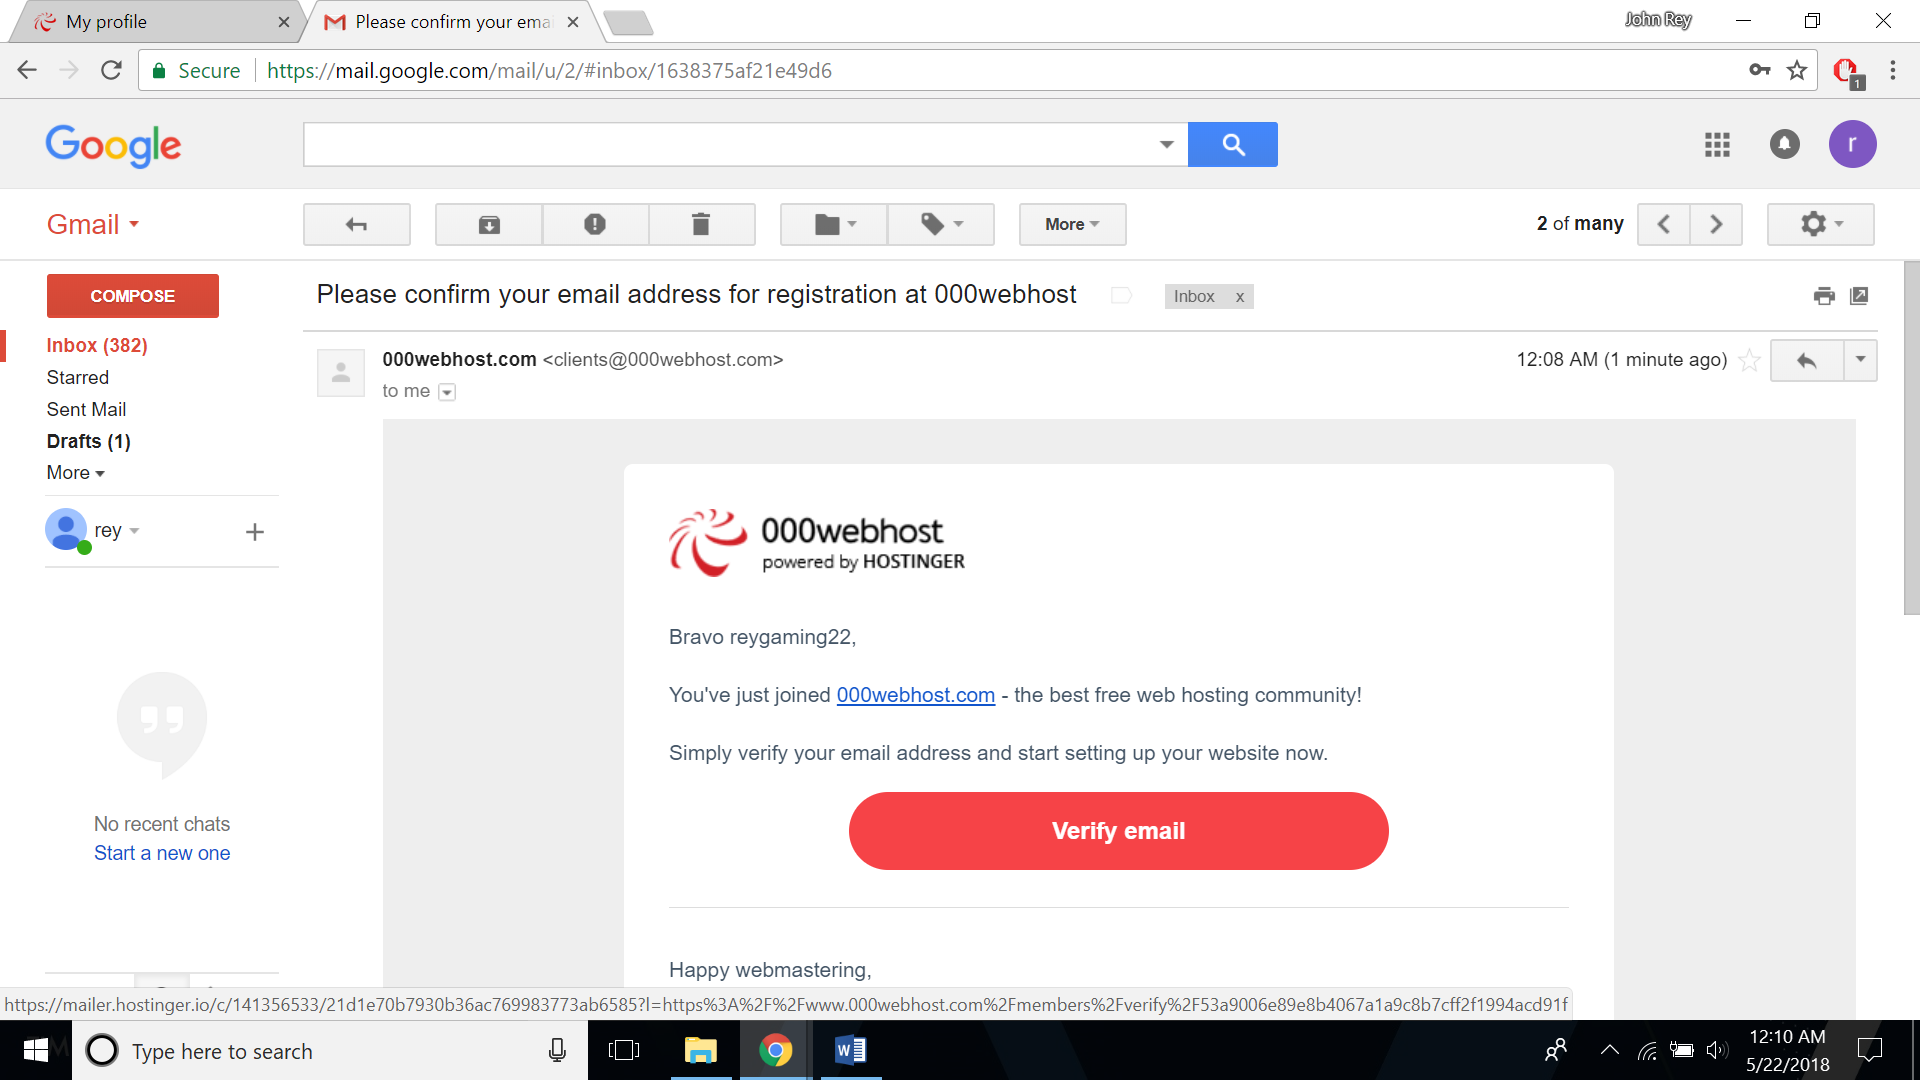 My profile
Please confirm your emai
John Rey
Secure
https://mail.google.com/mail/u/2/#inbox/1638375af21e49d6
1
Google
r
Gmail
More
2 of many
COMPOSE
Please confirm your email address for registration at 000webhost
Inbox x
Inbox (382)
Starred
Sent Mail
Drafts (1)
More
000webhost.com <clients@000webhost.com>
12:08 AM (1 minute ago)
to me
rey
000webhost
powered by HOSTINGER
Bravo reygaming22,
You've just joined 000webhost.com - the best free web hosting community!
Simply verify your email address and start setting up your website now.
Verify email
No recent chats
Start a new one
Happy webmastering,
https://mailer.hostinger.io/c/141356533/21d1e70b7930b36ac769983773ab6585?l=https%3A%2F%2Fwww.000webhost.com%2Fmembers%2Fverify%2F53a9006e89e8b4067a1a9c8b7cff2f1994acd91f
Type here to search
12:10 AM
5/22/2018